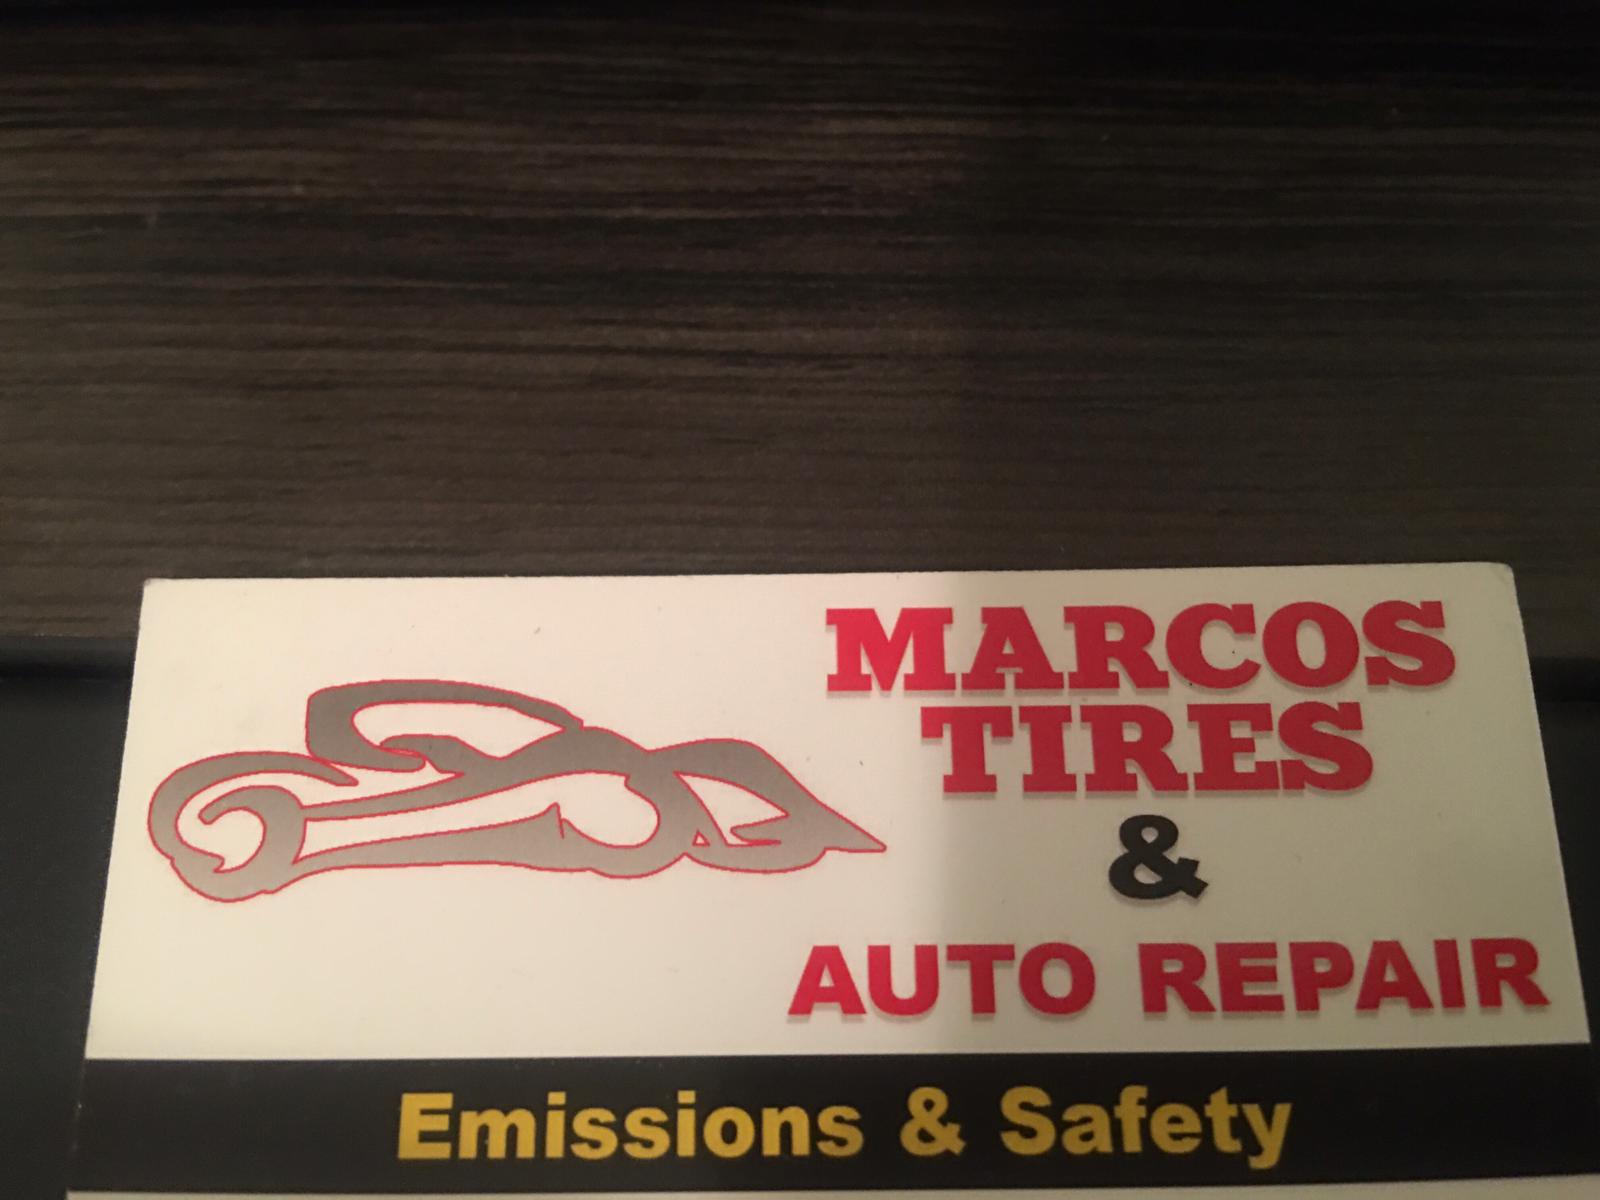 MARCOS
TIRES
&
AUTO REPAIR
Emissions & Safety